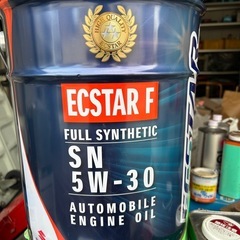 ECSTAR F
FULL SYNTHETIC
SN
5W-30
AUTOMOBILE
ENGINE OIL